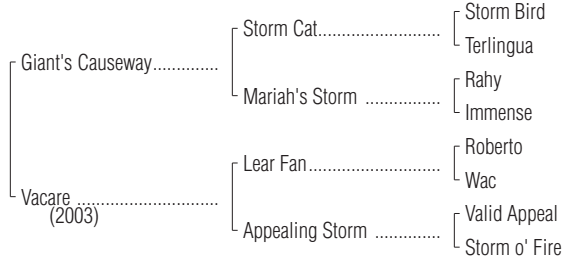 Storm Bird
Storm Cat....................................
Terlingua
Giant's Causeway..............
Rahy
Mariah's Storm ......................
Immense
Roberto
Lear Fan.......................................
Wac
Vacare .........................................
(2003)
Valid Appeal
Appealing Storm ...................
Storm o' Fire